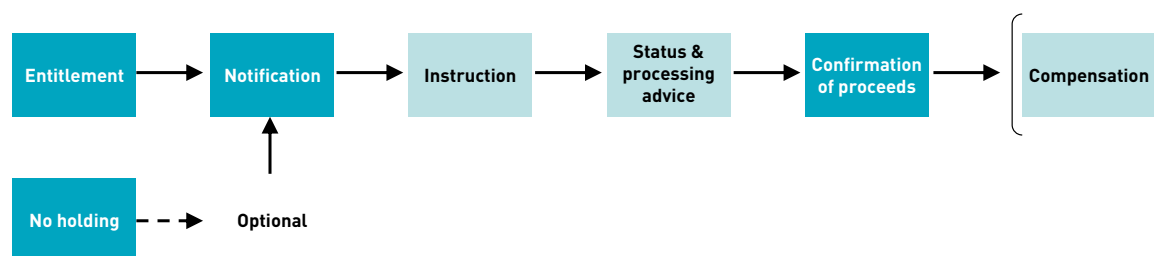 Entitlement
Notification
Instruction
Status &
processing
advice
Confirmation
of proceeds
Compensation
No holding
Optional